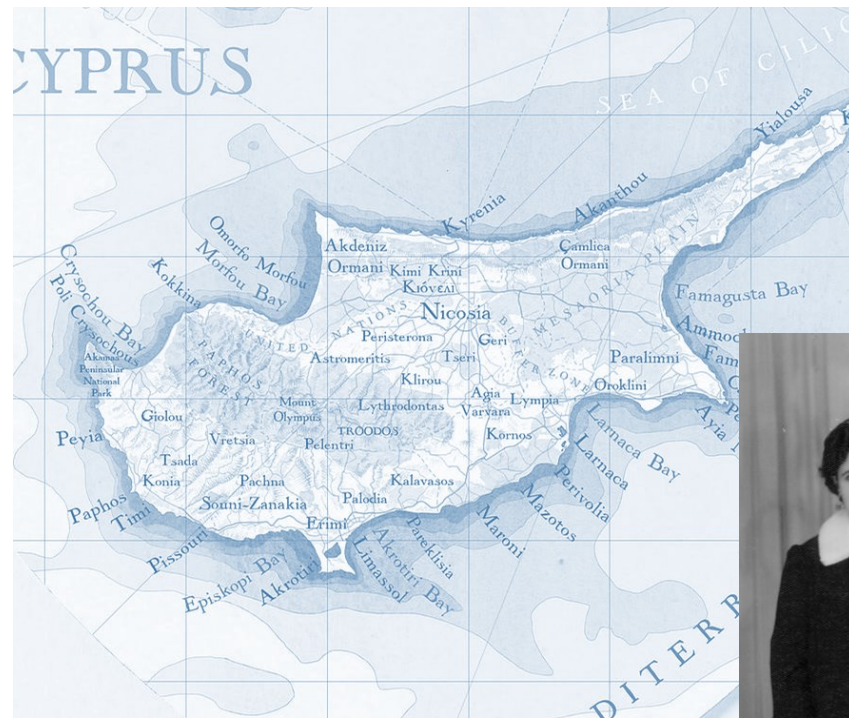 CYPRUS
SEA OF CILIC
Yialousa
Kyrenia
Akanthou
Omorfo Morfou
Morfou Bay
Akdeniz
Ormani
Kimi Krini
Κιόνελι
Çamlica
Ormani
Crysochou Bay
Poli Crysochou
Kokkina
Nicosia
MESAORIA PLAIN
Famagusta Bay
UNITED NATIONS
BUFFER ZONE
Peristerona
Geri
Astromeritis
Tseri
Paralimni
Akamas
Peninsular
National
Park
PAPHOS
FOREST
Klirou
Oroklini
Giolou
Mount
Olympus
Lythrodontas
Agia
Varvara
Lympia
Peyia
Vretsia
TROODOS
Pelentri
Kornos
Larnaca Bay
Larnaca
Tsada
Konia
Pachna
Kalavasos
Perivolia
Souni-Zanakia
Palodia
Mazotos
Paphos
Timi
Erimi
Maroni
Pissouri
Pareklisia
Episkopi Bay
Akrotiri
Limassol
Akrotiri Bay
DITERR